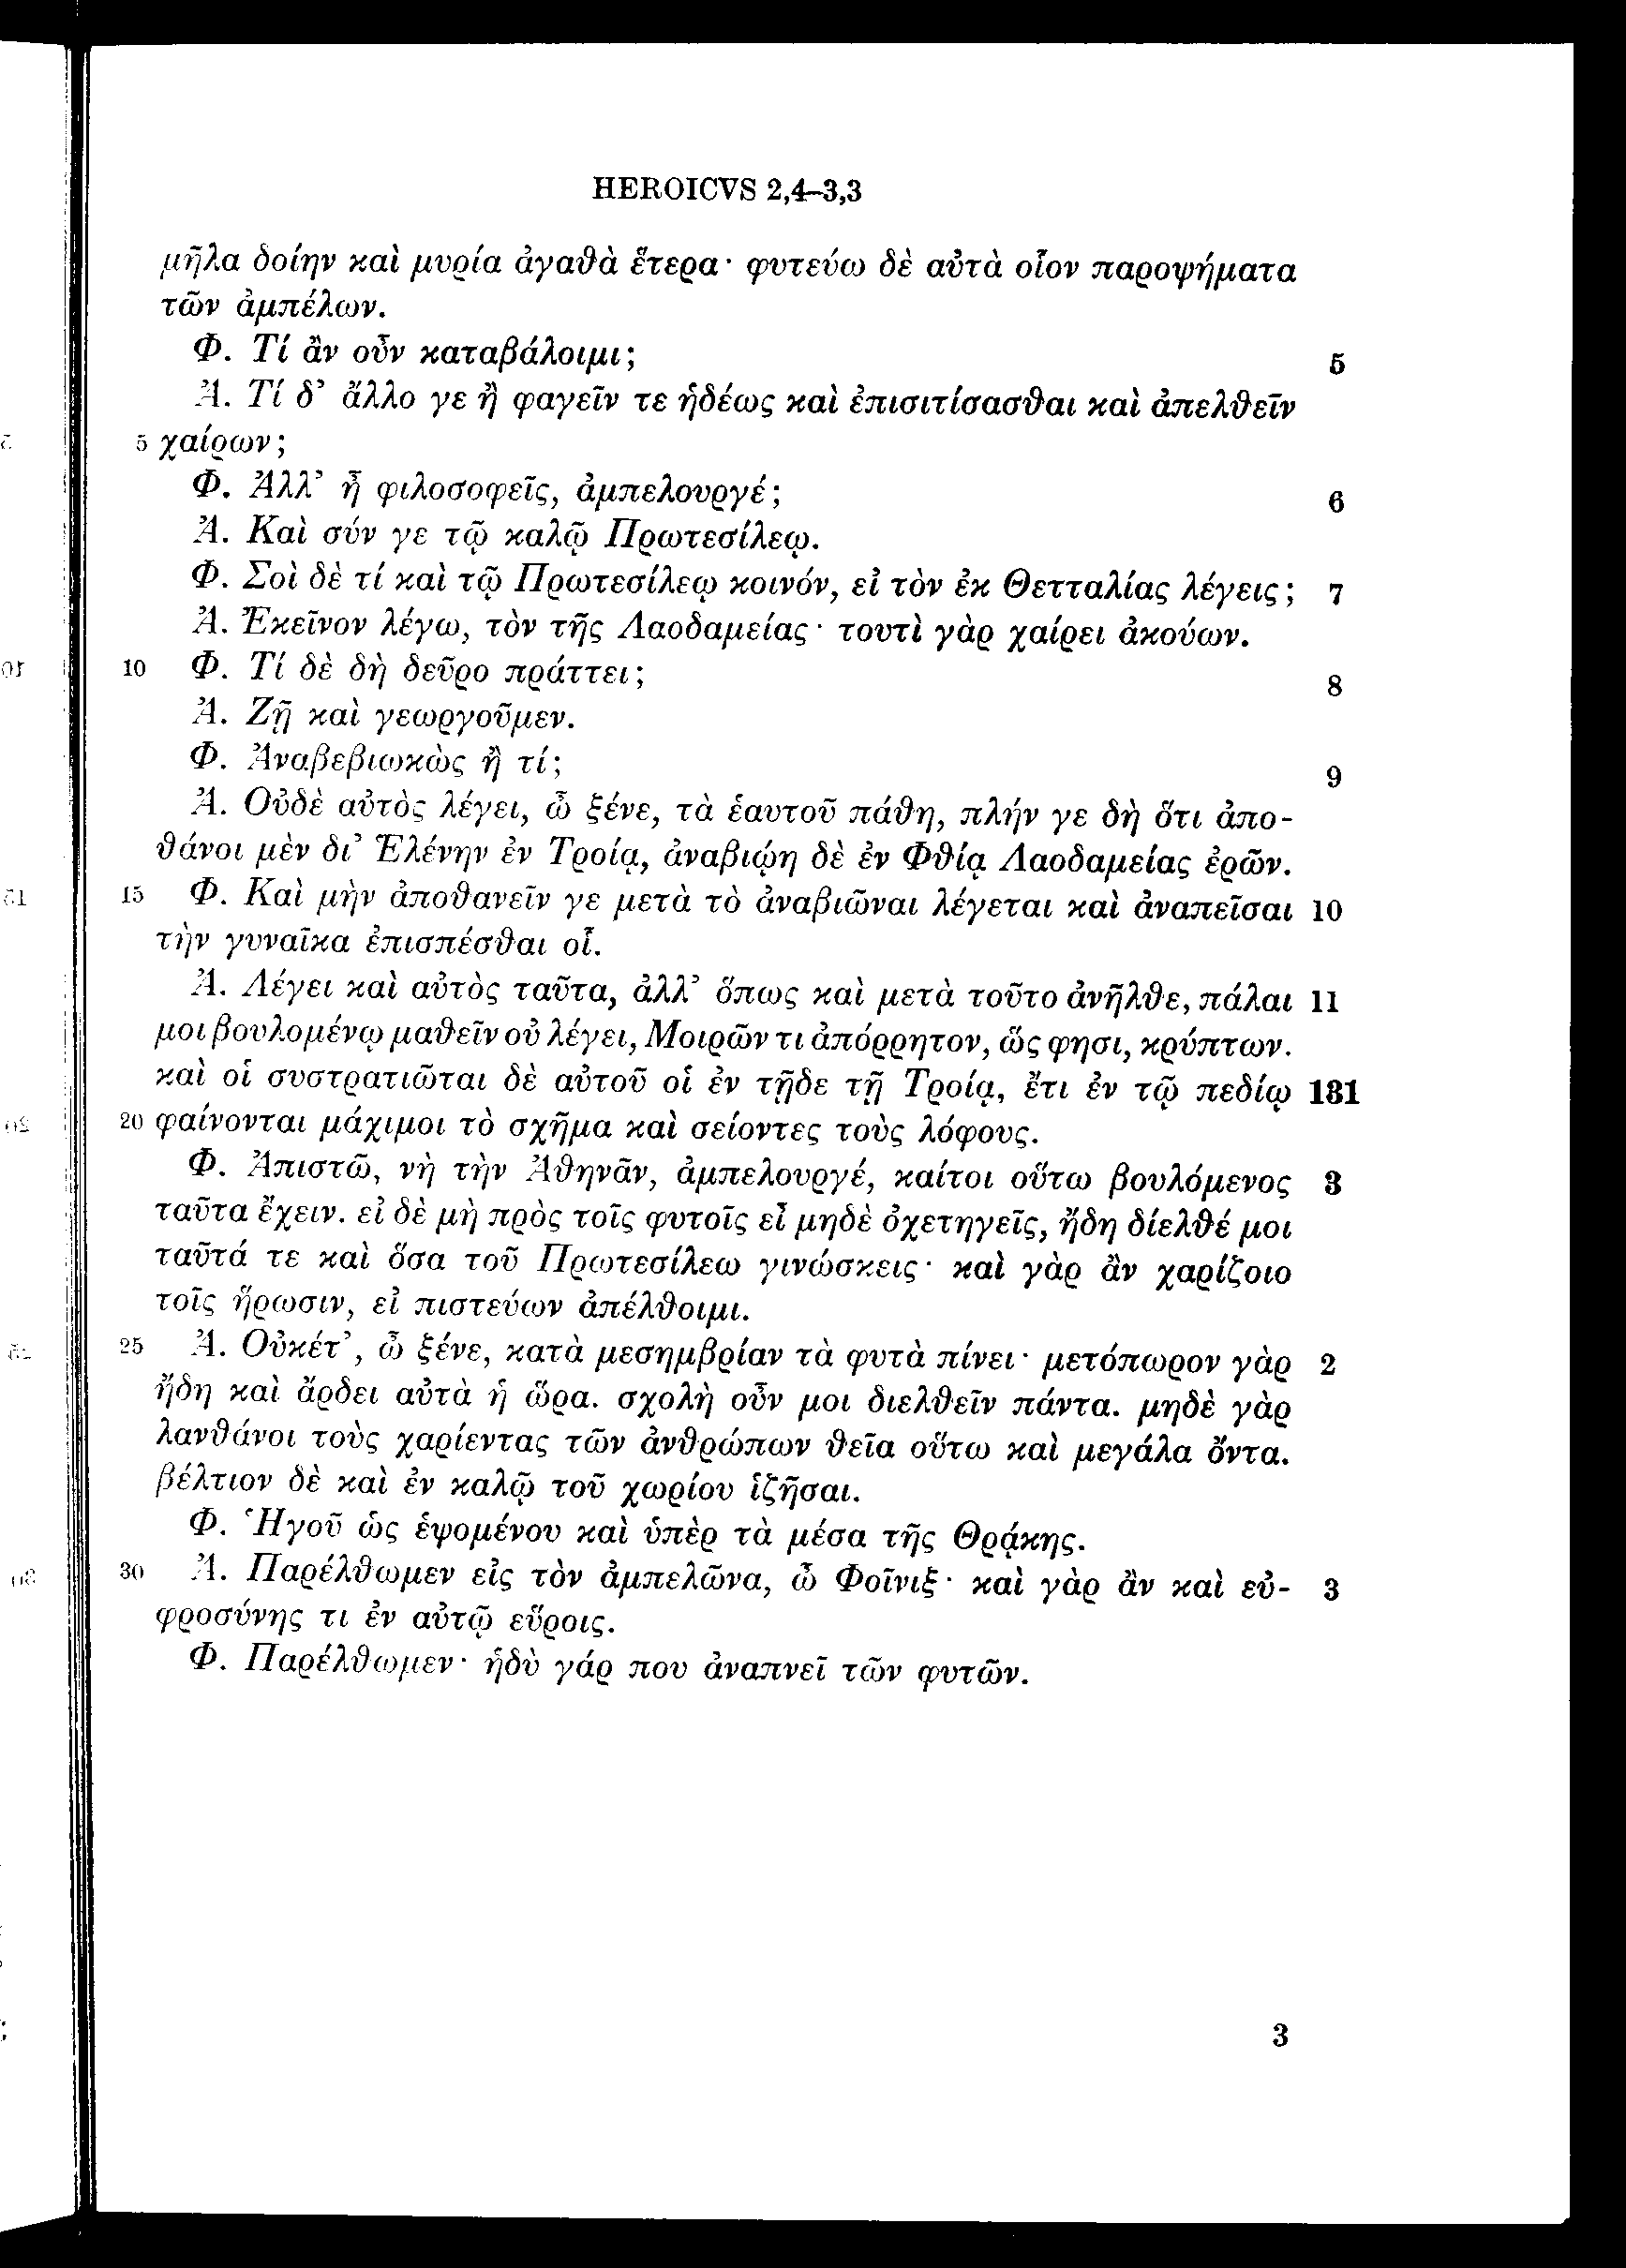 HEROICVS 2,4–3,3
μῆλα δοίην καὶ μυρία ἀγαθὰ ἕτερα· φυτεύω δὲ αὐτὰ οἷον παροψήματα
τῶν ἀμπέλων.
Φ. Τί ἂν οὖν καταβάλοιμι; 5
Ἀ. Τί δ’ ἄλλο γε ἢ φαγεῖν τε ἡδέως καὶ ἐπισιτίσασθαι καὶ ἀπελθεῖν
5 χαίρων;
Φ. Ἀλλ’ ἦ φιλοσοφεῖς, ἀμπελουργέ; 6
Ἀ. Καὶ σύν γε τῷ καλῷ Πρωτεσίλεῳ.
Φ. Σοὶ δὲ τί καὶ τῷ Πρωτεσίλεῳ κοινόν, εἰ τὸν ἐκ Θετταλίας λέγεις; 7
Ἀ. Ἐκεῖνον λέγω, τὸν τῆς Λαοδαμείας· τουτὶ γὰρ χαίρει ἀκούων.
10 Φ. Τί δὲ δὴ δεῦρο πράττει; 8
Ἀ. Ζῇ καὶ γεωργοῦμεν.
Φ. Ἀναβεβιωκὼς ἢ τί; 9
Ἀ. Οὐδὲ αὐτὸς λέγει, ὦ ξένε, τὰ ἑαυτοῦ πάθη, πλήν γε δὴ ὅτι ἀπο-
θάνοι μὲν δι’ Ἑλένην ἐν Τροίᾳ, ἀναβιῴη δὲ ἐν Φθίᾳ Λαοδαμείας ἐρῶν.
15 Φ. Καὶ μὴν ἀποθανεῖν γε μετὰ τὸ ἀναβιῶναι λέγεται καὶ ἀναπεῖσαι 10
τὴν γυναῖκα ἐπισπέσθαι οἷ.
Ἀ. Λέγει καὶ αὐτὸς ταῦτα, ἀλλ’ ὅπως καὶ μετὰ τοῦτο ἀνῆλθε, πάλαι 11
μοι βουλομένῳ μαθεῖν οὐ λέγει, Μοιρῶν τι ἀπόρρητον, ὥς φησι, κρύπτων.
καὶ οἱ συστρατιῶται δὲ αὐτοῦ οἱ ἐν τῇδε τῇ Τροίᾳ, ἔτι ἐν τῷ πεδίῳ 131
20 φαίνονται μάχιμοι τὸ σχῆμα καὶ σείοντες τοὺς λόφους.
Φ. Ἀπιστῶ, νὴ τὴν Ἀθηνᾶν, ἀμπελουργέ, καίτοι οὕτω βουλόμενος 3
ταῦτα ἔχειν. εἰ δὲ μὴ πρὸς τοῖς φυτοῖς εἶ μηδὲ ὀχετηγεῖς, ἤδη δίελθέ μοι
ταῦτά τε καὶ ὅσα τοῦ Πρωτεσίλεω γινώσκεις· καὶ γὰρ ἂν χαρίζοιο
τοῖς ἥρωσιν, εἰ πιστεύων ἀπέλθοιμι.
25 Ἀ. Οὐκέτ’, ὦ ξένε, κατὰ μεσημβρίαν τὰ φυτὰ πίνει· μετόπωρον γὰρ 2
ἤδη καὶ ἄρδει αὐτὰ ἡ ὥρα. σχολὴ οὖν μοι διελθεῖν πάντα. μηδὲ γὰρ
λανθάνοι τοὺς χαρίεντας τῶν ἀνθρώπων θεῖα οὕτω καὶ μεγάλα ὄντα.
βέλτιον δὲ καὶ ἐν καλῷ τοῦ χωρίου ἱζῆσαι.
Φ. Ἡγοῦ ὡς ἑψομένου καὶ ὑπὲρ τὰ μέσα τῆς Θρᾴκης.
30 Ἀ. Παρέλθωμεν εἰς τὸν ἀμπελῶνα, ὦ Φοῖνιξ· καὶ γὰρ ἂν καὶ εὐ- 3
φροσύνης τι ἐν αὐτῷ εὕροις.
Φ. Παρέλθωμεν· ἡδὺ γάρ που ἀναπνεῖ τῶν φυτῶν.
3